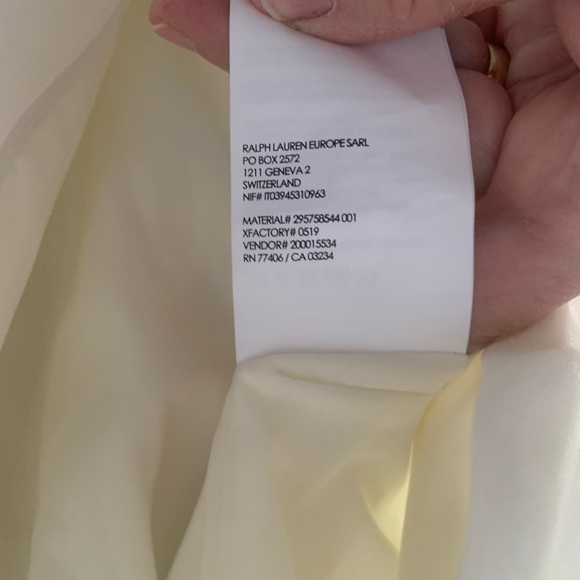 RALPH LAUREN EUROPE SARL
PO BOX 2572
1211 GENEVA 2
SWITZERLAND
NIF# IT03945310963
MATERIAL# 295758544 001
XFACTORY# 0519
VENDOR# 200015534
RN 77406 / CA 03234